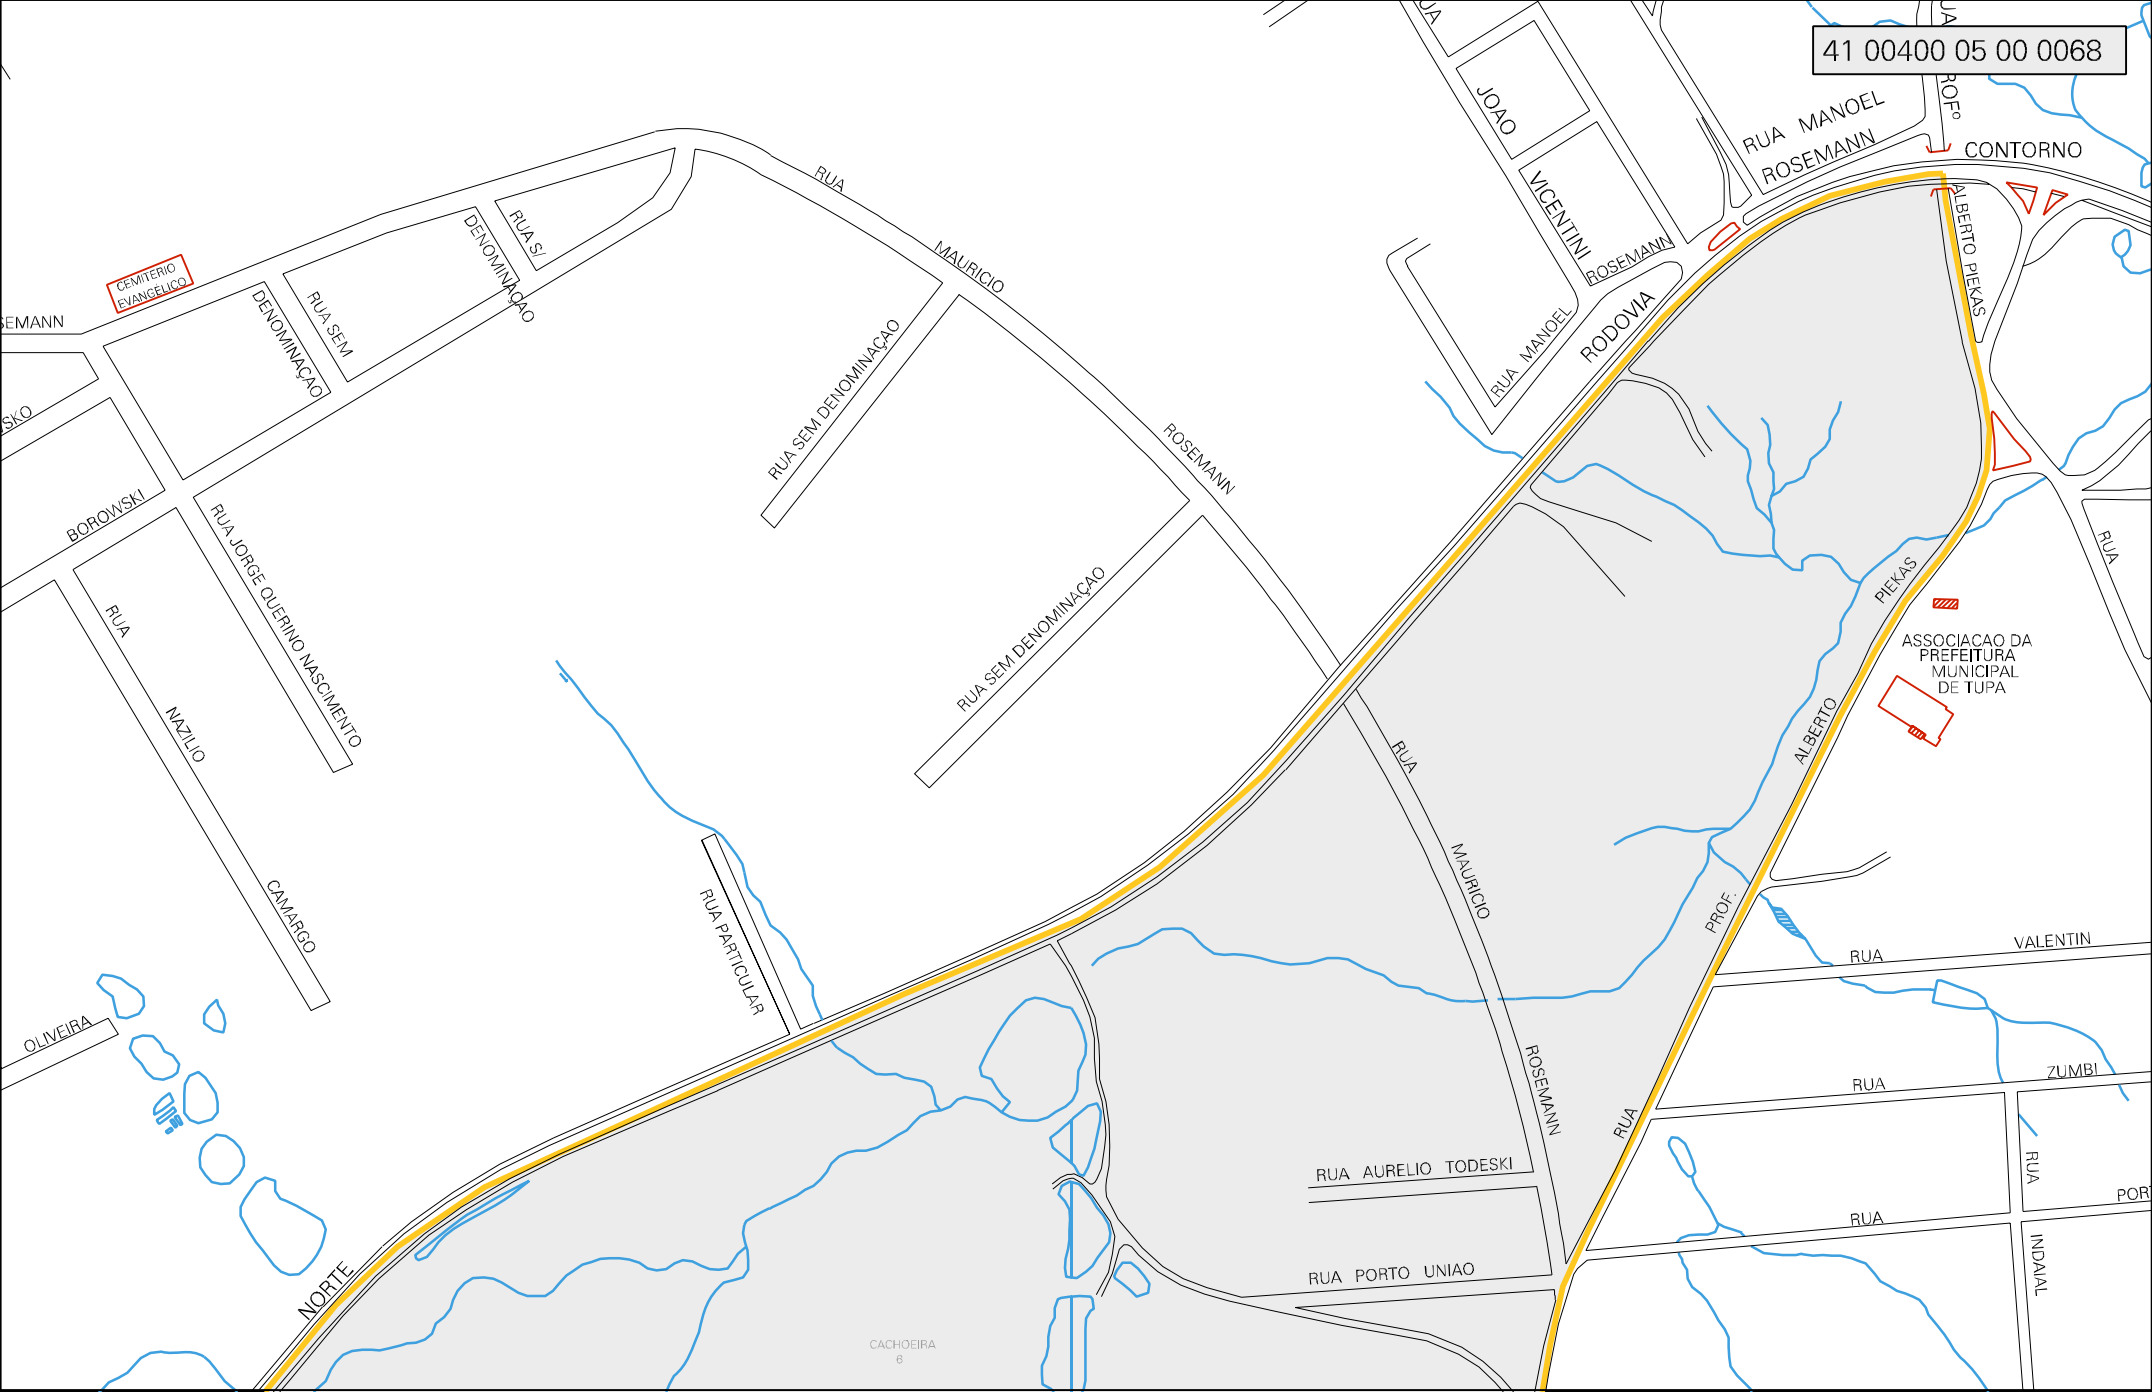 41 00400 05 00 0068
RUA MANOEL
ROSEMANN
CONTORNO
JOAO
VICENTINI
ROSEMANN
RUA MANOEL
RODOVIA
ALBERTO PIEKAS
RUA
MAURICIO
ROSEMANN
RUA S/
DENOMINAÇAO
CEMITERIO
EVANGELICO
RUA SEM
DENOMINAÇAO
SEMANN
SKO
BOROWSKI
RUA JORGE QUERINO NASCIMENTO
RUA
NAZILIO
CAMARGO
OLIVEIRA
RUA SEM DENOMINAÇAO
RUA SEM DENOMINAÇAO
RUA PARTICULAR
NORTE
RUA
MAURICIO
ROSEMANN
RUA AURELIO TODESKI
RUA PORTO UNIAO
CACHOEIRA
6
RUA
PROF.
ALBERTO
PIEKAS
RUA
ASSOCIAÇAO DA
PREFEITURA
MUNICIPAL
DE TUPA
RUA VALENTIN
RUA ZUMBI
RUA PORT
RUA
INDAIAL